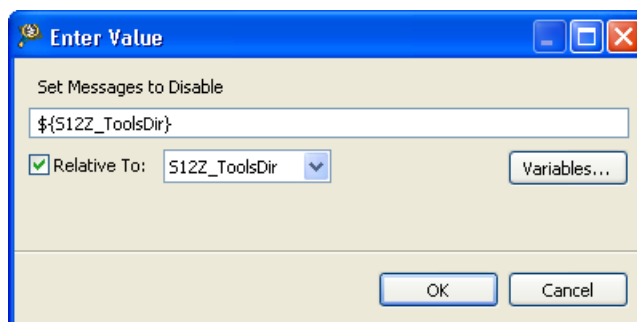 Enter Value
Set Messages to Disable
${S12Z_ToolsDir}
Relative To: S12Z_ToolsDir Variables...
OK Cancel